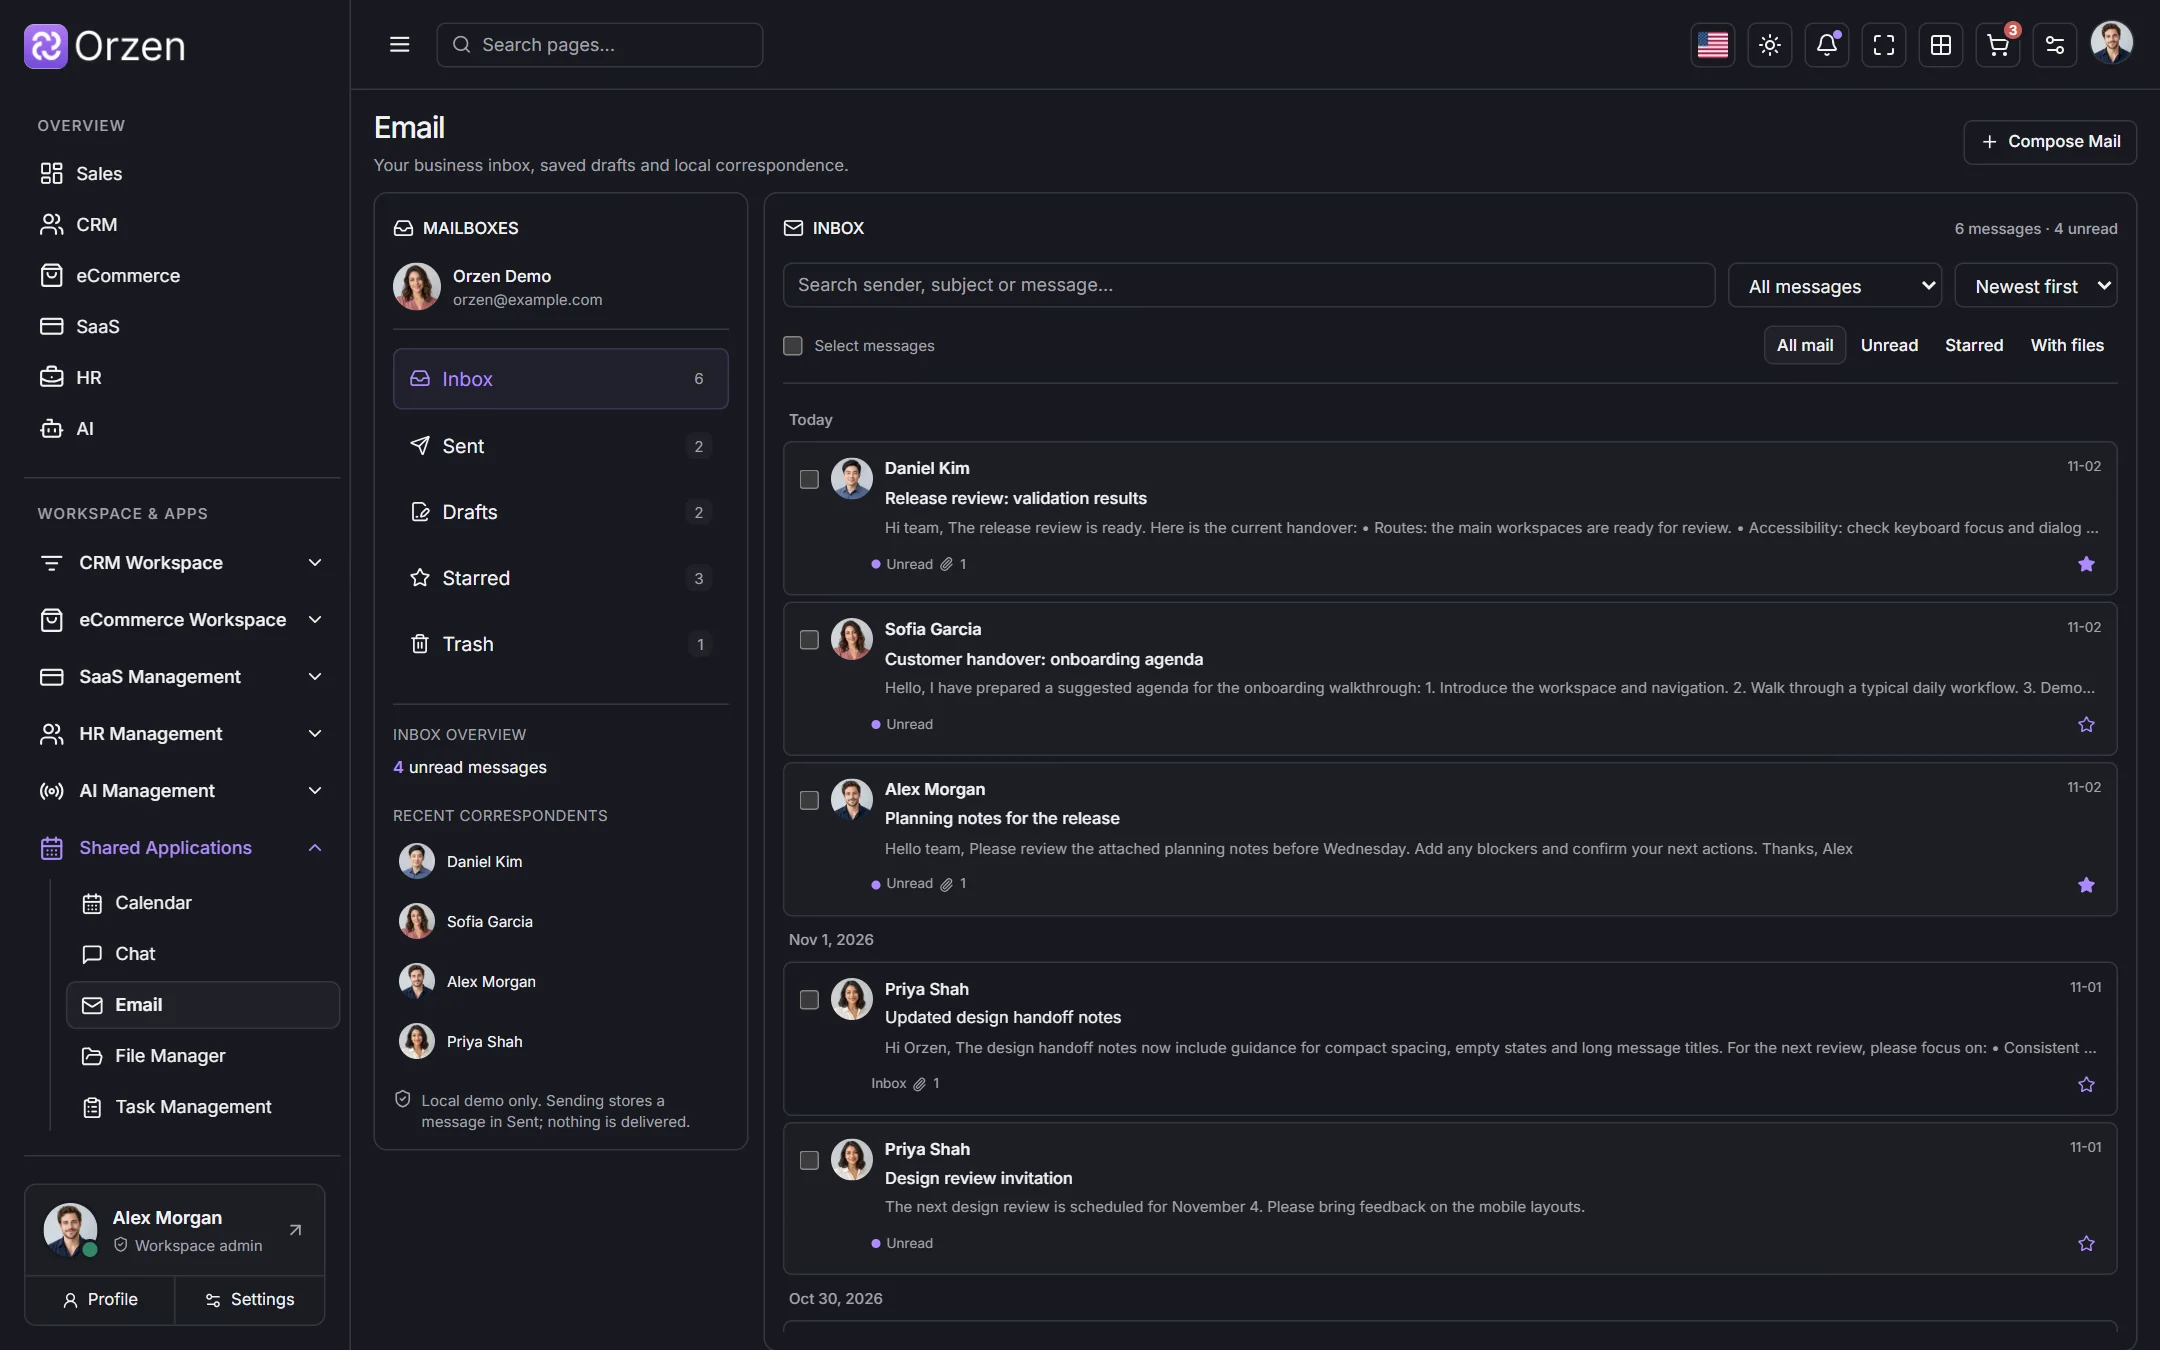 Orzen
Search pages...
3
OVERVIEW
Sales
CRM
eCommerce
SaaS
HR
AI
WORKSPACE & APPS
CRM Workspace
eCommerce Workspace
SaaS Management
HR Management
AI Management
Shared Applications
Calendar
Chat
Email
File Manager
Task Management
Alex Morgan
Workspace admin
Profile
Settings
Email
Your business inbox, saved drafts and local correspondence.
Compose Mail
MAILBOXES
Orzen Demo
orzen@example.com
Inbox 6
Sent 2
Drafts 2
Starred 3
Trash 1
INBOX OVERVIEW
4 unread messages
RECENT CORRESPONDENTS
Daniel Kim
Sofia Garcia
Alex Morgan
Priya Shah
Local demo only. Sending stores a
message in Sent; nothing is delivered.
INBOX
6 messages · 4 unread
Search sender, subject or message...
All messages
Newest first
Select messages
All mail
Unread
Starred
With files
Today
Daniel Kim 11-02
Release review: validation results
Hi team, The release review is ready. Here is the current handover: • Routes: the main workspaces are ready for review. • Accessibility: check keyboard focus and dialog ...
Unread 1
Sofia Garcia 11-02
Customer handover: onboarding agenda
Hello, I have prepared a suggested agenda for the onboarding walkthrough: 1. Introduce the workspace and navigation. 2. Walk through a typical daily workflow. 3. Demo...
Unread
Alex Morgan 11-02
Planning notes for the release
Hello team, Please review the attached planning notes before Wednesday. Add any blockers and confirm your next actions. Thanks, Alex
Unread 1
Nov 1, 2026
Priya Shah 11-01
Updated design handoff notes
Hi Orzen, The design handoff notes now include guidance for compact spacing, empty states and long message titles. For the next review, please focus on: • Consistent ...
Inbox 1
Priya Shah 11-01
Design review invitation
The next design review is scheduled for November 4. Please bring feedback on the mobile layouts.
Unread
Oct 30, 2026